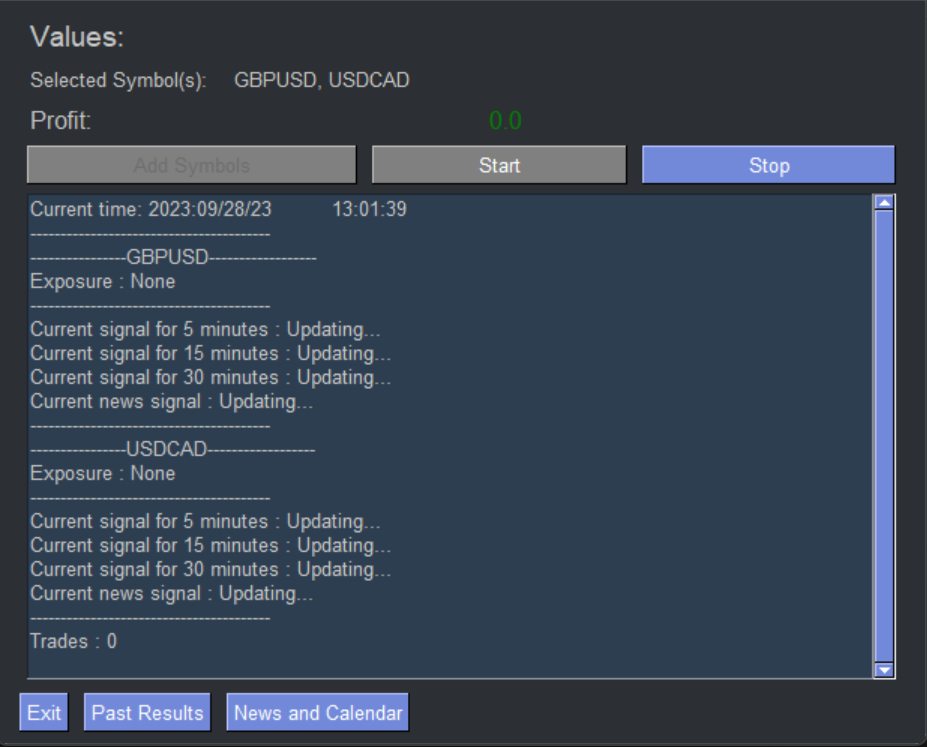 Values:
Selected Symbol(s): GBPUSD, USDCAD
Profit: 0.0
Add Symbols Start Stop
Current time: 2023:09/28/23 13:01:39
----------------------------------------
----------------GBPUSD------------------
Exposure : None
----------------------------------------
Current signal for 5 minutes : Updating...
Current signal for 15 minutes : Updating...
Current signal for 30 minutes : Updating...
Current news signal : Updating...
----------------------------------------
----------------USDCAD------------------
Exposure : None
----------------------------------------
Current signal for 5 minutes : Updating...
Current signal for 15 minutes : Updating...
Current signal for 30 minutes : Updating...
Current news signal : Updating...
----------------------------------------
Trades : 0
Exit Past Results News and Calendar